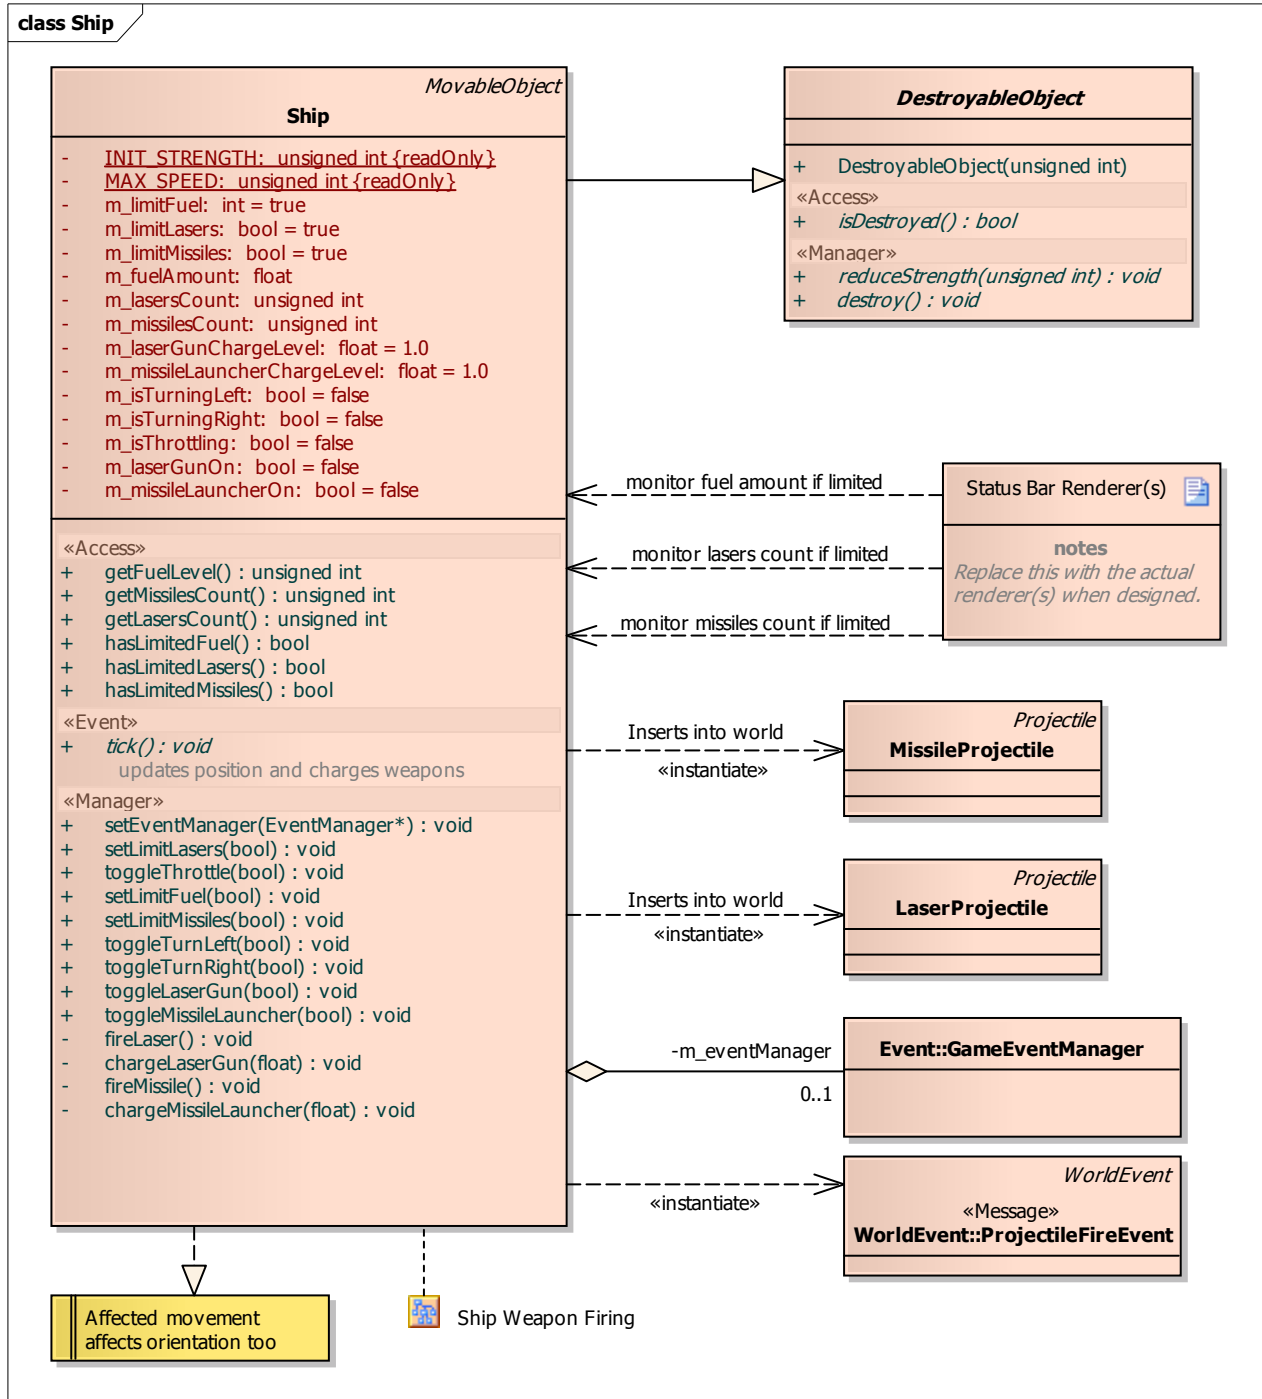 class Ship
MovableObject
Ship
- INIT_STRENGTH: unsigned int {readOnly}
- MAX_SPEED: unsigned int {readOnly}
- m_limitFuel: int = true
- m_limitLasers: bool = true
- m_limitMissiles: bool = true
- m_fuelAmount: float
- m_lasersCount: unsigned int
- m_missilesCount: unsigned int
- m_laserGunChargeLevel: float = 1.0
- m_missileLauncherChargeLevel: float = 1.0
- m_isTurningLeft: bool = false
- m_isTurningRight: bool = false
- m_isThrottling: bool = false
- m_laserGunOn: bool = false
- m_missileLauncherOn: bool = false
«Access»
+ getFuelLevel() : unsigned int
+ getMissilesCount() : unsigned int
+ getLasersCount() : unsigned int
+ hasLimitedFuel() : bool
+ hasLimitedLasers() : bool
+ hasLimitedMissiles() : bool
«Event»
+ tick() : void
updates position and charges weapons
«Manager»
+ setEventManager(EventManager*) : void
+ setLimitLasers(bool) : void
+ toggleThrottle(bool) : void
+ setLimitFuel(bool) : void
+ setLimitMissiles(bool) : void
+ toggleTurnLeft(bool) : void
+ toggleTurnRight(bool) : void
+ toggleLaserGun(bool) : void
+ toggleMissileLauncher(bool) : void
- fireLaser() : void
- chargeLaserGun(float) : void
- fireMissile() : void
- chargeMissileLauncher(float) : void
DestroyableObject
+ DestroyableObject(unsigned int)
«Access»
+ isDestroyed() : bool
«Manager»
+ reduceStrength(unsigned int) : void
+ destroy() : void
monitor fuel amount if limited
monitor lasers count if limited
monitor missiles count if limited
Status Bar Renderer(s)
notes
Replace this with the actual
renderer(s) when designed.
Inserts into world
«instantiate»
Projectile
MissileProjectile
Inserts into world
«instantiate»
Projectile
LaserProjectile
-m_eventManager
0..1
Event::GameEventManager
«instantiate»
WorldEvent
«Message»
WorldEvent::ProjectileFireEvent
Affected movement
affects orientation too
Ship Weapon Firing